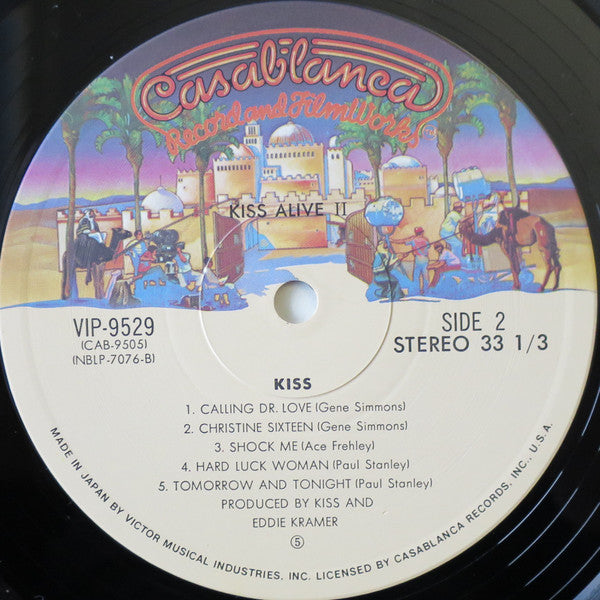 Casablanca
Record and FilmWorks
TM
KISS ALIVE II
VIP-9529
(CAB-9505)
(NBLP-7076-B)
SIDE 2
STEREO 33 1/3
KISS
1. CALLING DR. LOVE (Gene Simmons)
2. CHRISTINE SIXTEEN (Gene Simmons)
3. SHOCK ME (Ace Frehley)
4. HARD LUCK WOMAN (Paul Stanley)
5. TOMORROW AND TONIGHT (Paul Stanley)
PRODUCED BY KISS AND
EDDIE KRAMER
⑤
MADE IN JAPAN BY VICTOR MUSICAL INDUSTRIES, INC. LICENSED BY CASABLANCA RECORDS, INC., U.S.A.